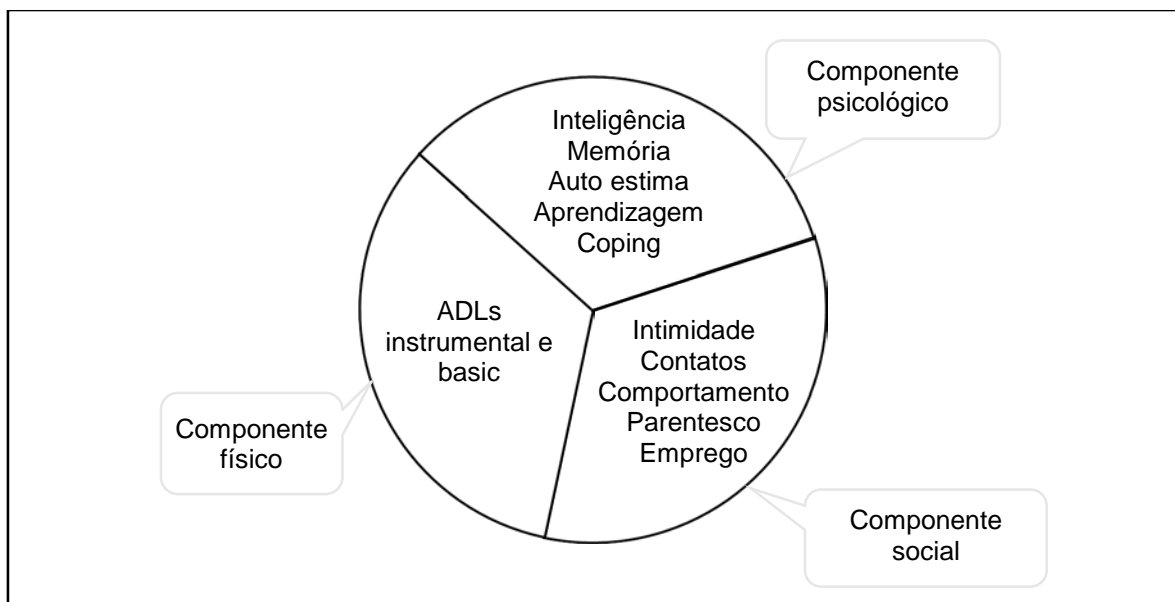 Componente
psicológico
Inteligência
Memória
Auto estima
Aprendizagem
Coping
ADLs
instrumental e
basic
Intimidade
Contatos
Comportamento
Parentesco
Emprego
Componente
físico
Componente
social